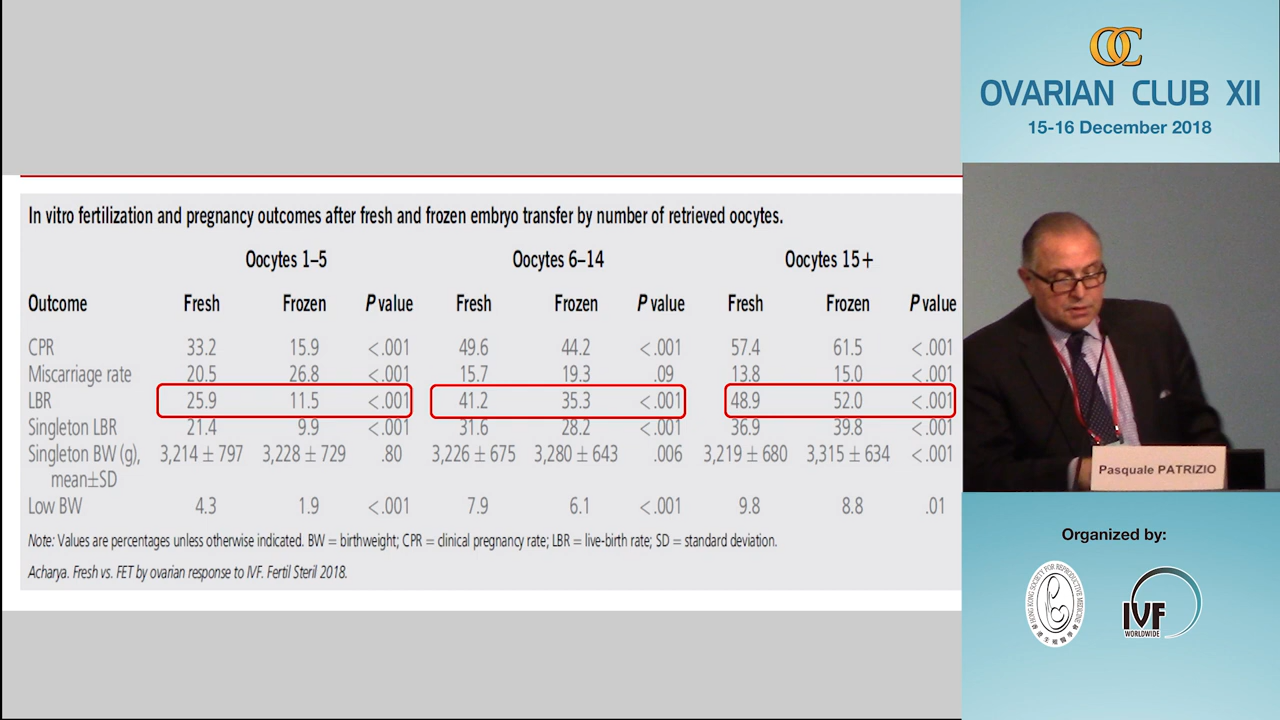 In vitro fertilization and pregnancy outcomes after fresh and frozen embryo transfer by number of retrieved oocytes.
Oocytes 1–5 Oocytes 6–14 Oocytes 15+
Outcome Fresh Frozen P value Fresh Frozen P value Fresh Frozen P value
CPR 33.2 15.9 <.001 49.6 44.2 <.001 57.4 61.5 <.001
Miscarriage rate 20.5 26.8 <.001 15.7 19.3 .09 13.8 15.0 <.001
LBR 25.9 11.5 <.001 41.2 35.3 <.001 48.9 52.0 <.001
Singleton LBR 21.4 9.9 <.001 31.6 28.2 <.001 36.9 39.8 <.001
Singleton BW (g), 3,214 ± 797 3,228 ± 729 .80 3,226 ± 675 3,280 ± 643 .006 3,219 ± 680 3,315 ± 634 <.001
mean±SD
Low BW 4.3 1.9 <.001 7.9 6.1 <.001 9.8 8.8 .01
Note: Values are percentages unless otherwise indicated. BW = birthweight; CPR = clinical pregnancy rate; LBR = live-birth rate; SD = standard deviation.
Acharya. Fresh vs. FET by ovarian response to IVF. Fertil Steril 2018.
OC
OVARIAN CLUB XII
15-16 December 2018
Pasquale PATRIZIO
Organized by:
HONG KONG SOCIETY FOR REPRODUCTIVE MEDICINE
IVF
WORLDWIDE